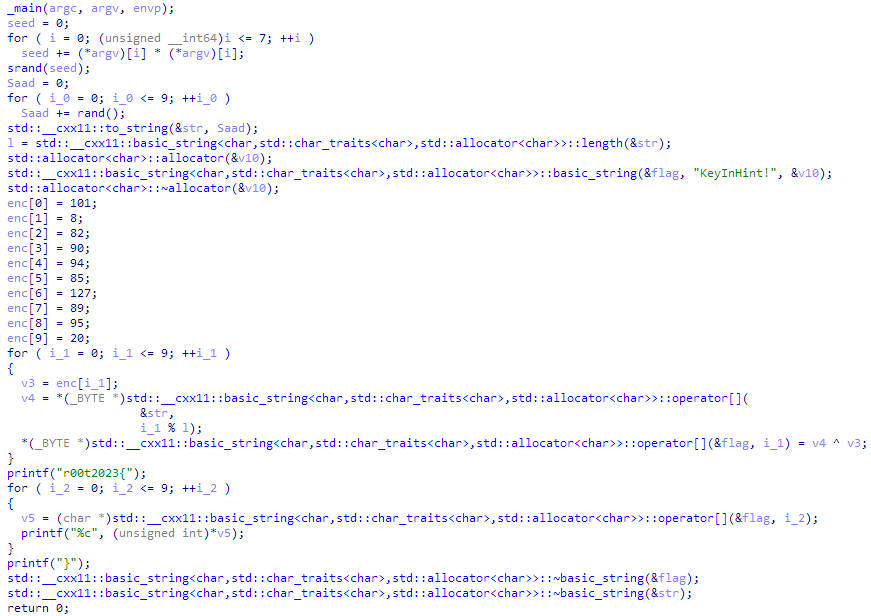 _main(argc, argv, envp);
seed = 0;
for ( i = 0; (unsigned __int64)i <= 7; ++i )
  seed += (*argv)[i] * (*argv)[i];
srand(seed);
Saad = 0;
for ( i_0 = 0; i_0 <= 9; ++i_0 )
  Saad += rand();
std::__cxx11::to_string(&str, Saad);
l = std::__cxx11::basic_string<char,std::char_traits<char>,std::allocator<char>>::length(&str);
std::allocator<char>::allocator(&v10);
std::__cxx11::basic_string<char,std::char_traits<char>,std::allocator<char>>::basic_string(&flag, "KeyInHint!", &v10);
std::allocator<char>::~allocator(&v10);
enc[0] = 101;
enc[1] = 8;
enc[2] = 82;
enc[3] = 90;
enc[4] = 94;
enc[5] = 85;
enc[6] = 127;
enc[7] = 89;
enc[8] = 95;
enc[9] = 20;
for ( i_1 = 0; i_1 <= 9; ++i_1 )
{
  v3 = enc[i_1];
  v4 = *(_BYTE *)std::__cxx11::basic_string<char,std::char_traits<char>,std::allocator<char>>::operator[](
                   &str,
                   i_1 % l);
  *(_BYTE *)std::__cxx11::basic_string<char,std::char_traits<char>,std::allocator<char>>::operator[](&flag, i_1) = v4 ^ v3;
}
printf("r00t2023{");
for ( i_2 = 0; i_2 <= 9; ++i_2 )
{
  v5 = (char *)std::__cxx11::basic_string<char,std::char_traits<char>,std::allocator<char>>::operator[](&flag, i_2);
  printf("%c", (unsigned int)*v5);
}
printf("}");
std::__cxx11::basic_string<char,std::char_traits<char>,std::allocator<char>>::~basic_string(&flag);
std::__cxx11::basic_string<char,std::char_traits<char>,std::allocator<char>>::~basic_string(&str);
return 0;